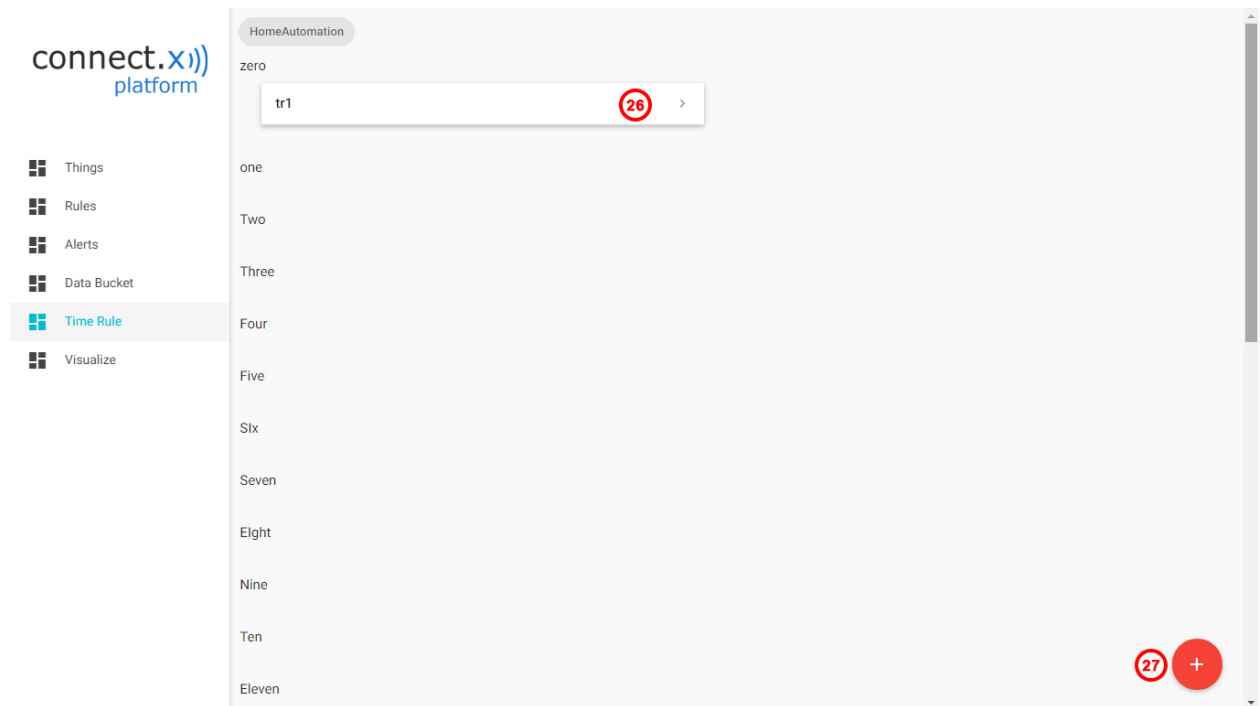 connect.x
platform
Things
Rules
Alerts
Data Bucket
Time Rule
Visualize
HomeAutomation
zero
tr1
26
one
Two
Three
Four
Five
SIx
Seven
EIght
Nine
Ten
Eleven
27
+